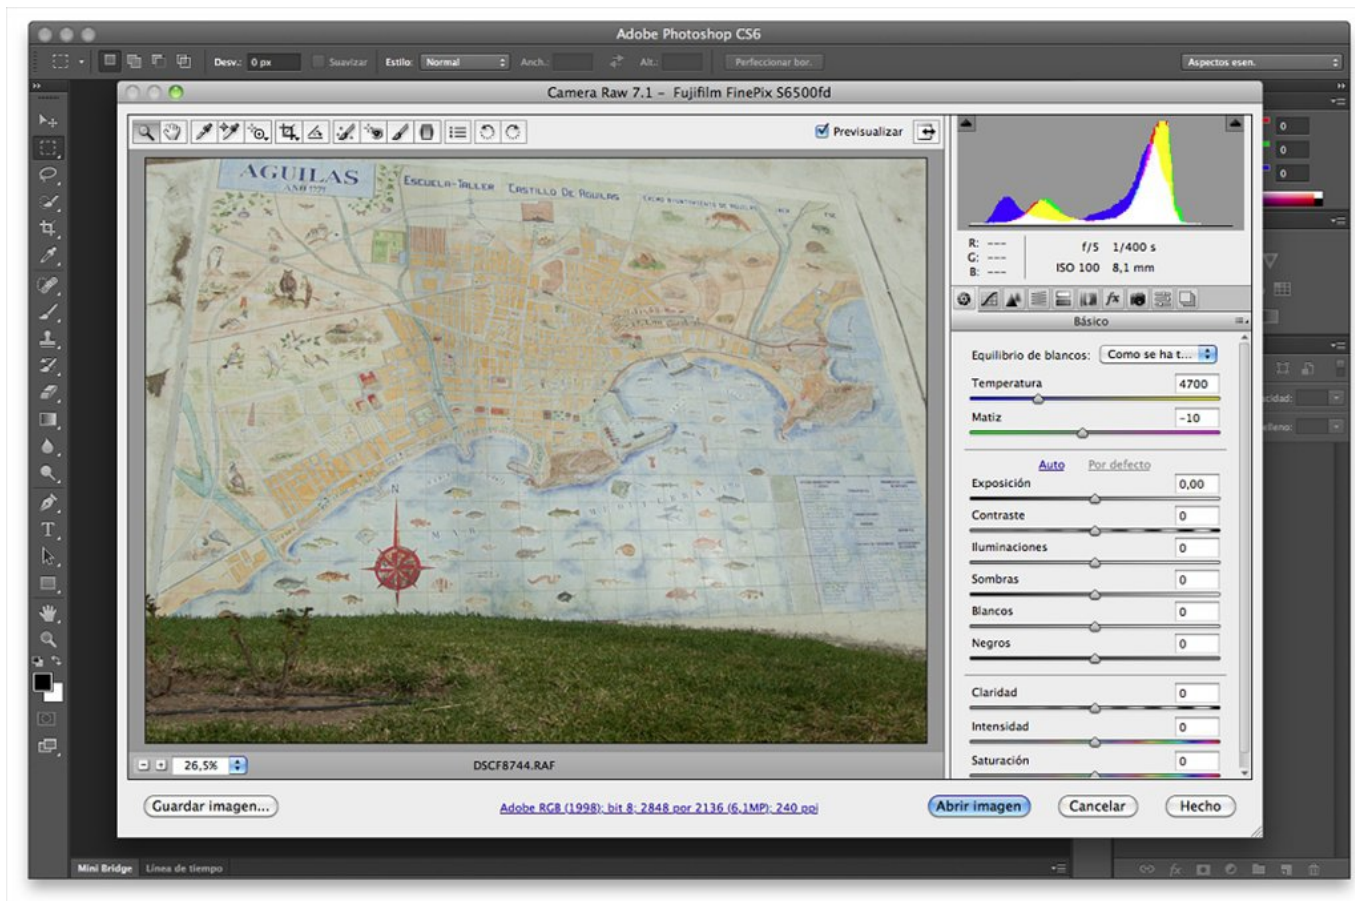 Adobe Photoshop CS6
Desv.: 0 px Suavizar Estilo: Normal Anch.: Alt.: Perfeccionar bor. Aspectos esen.
Camera Raw 7.1 - Fujifilm FinePix S6500fd
Previsualizar
0
0
0
AGUILAS
ESCUELA-TALLER CASTILLO DE AGUILAS
R: ---
G: ---
B: ---
f/5 1/400 s
ISO 100 8,1 mm
Básico
Equilibrio de blancos: Como se ha t...
Temperatura 4700
Matiz -10
Auto Por defecto
Exposición 0,00
Contraste 0
Iluminaciones 0
Sombras 0
Blancos 0
Negros 0
Claridad 0
Intensidad 0
Saturación 0
N
MAR
MEDITERRANEO
26,5% DSCF8744.RAF
Guardar imagen... Adobe RGB (1998); bit 8; 2848 por 2136 (6,1MP); 240 ppi Abrir imagen Cancelar Hecho
Mini Bridge Línea de tiempo